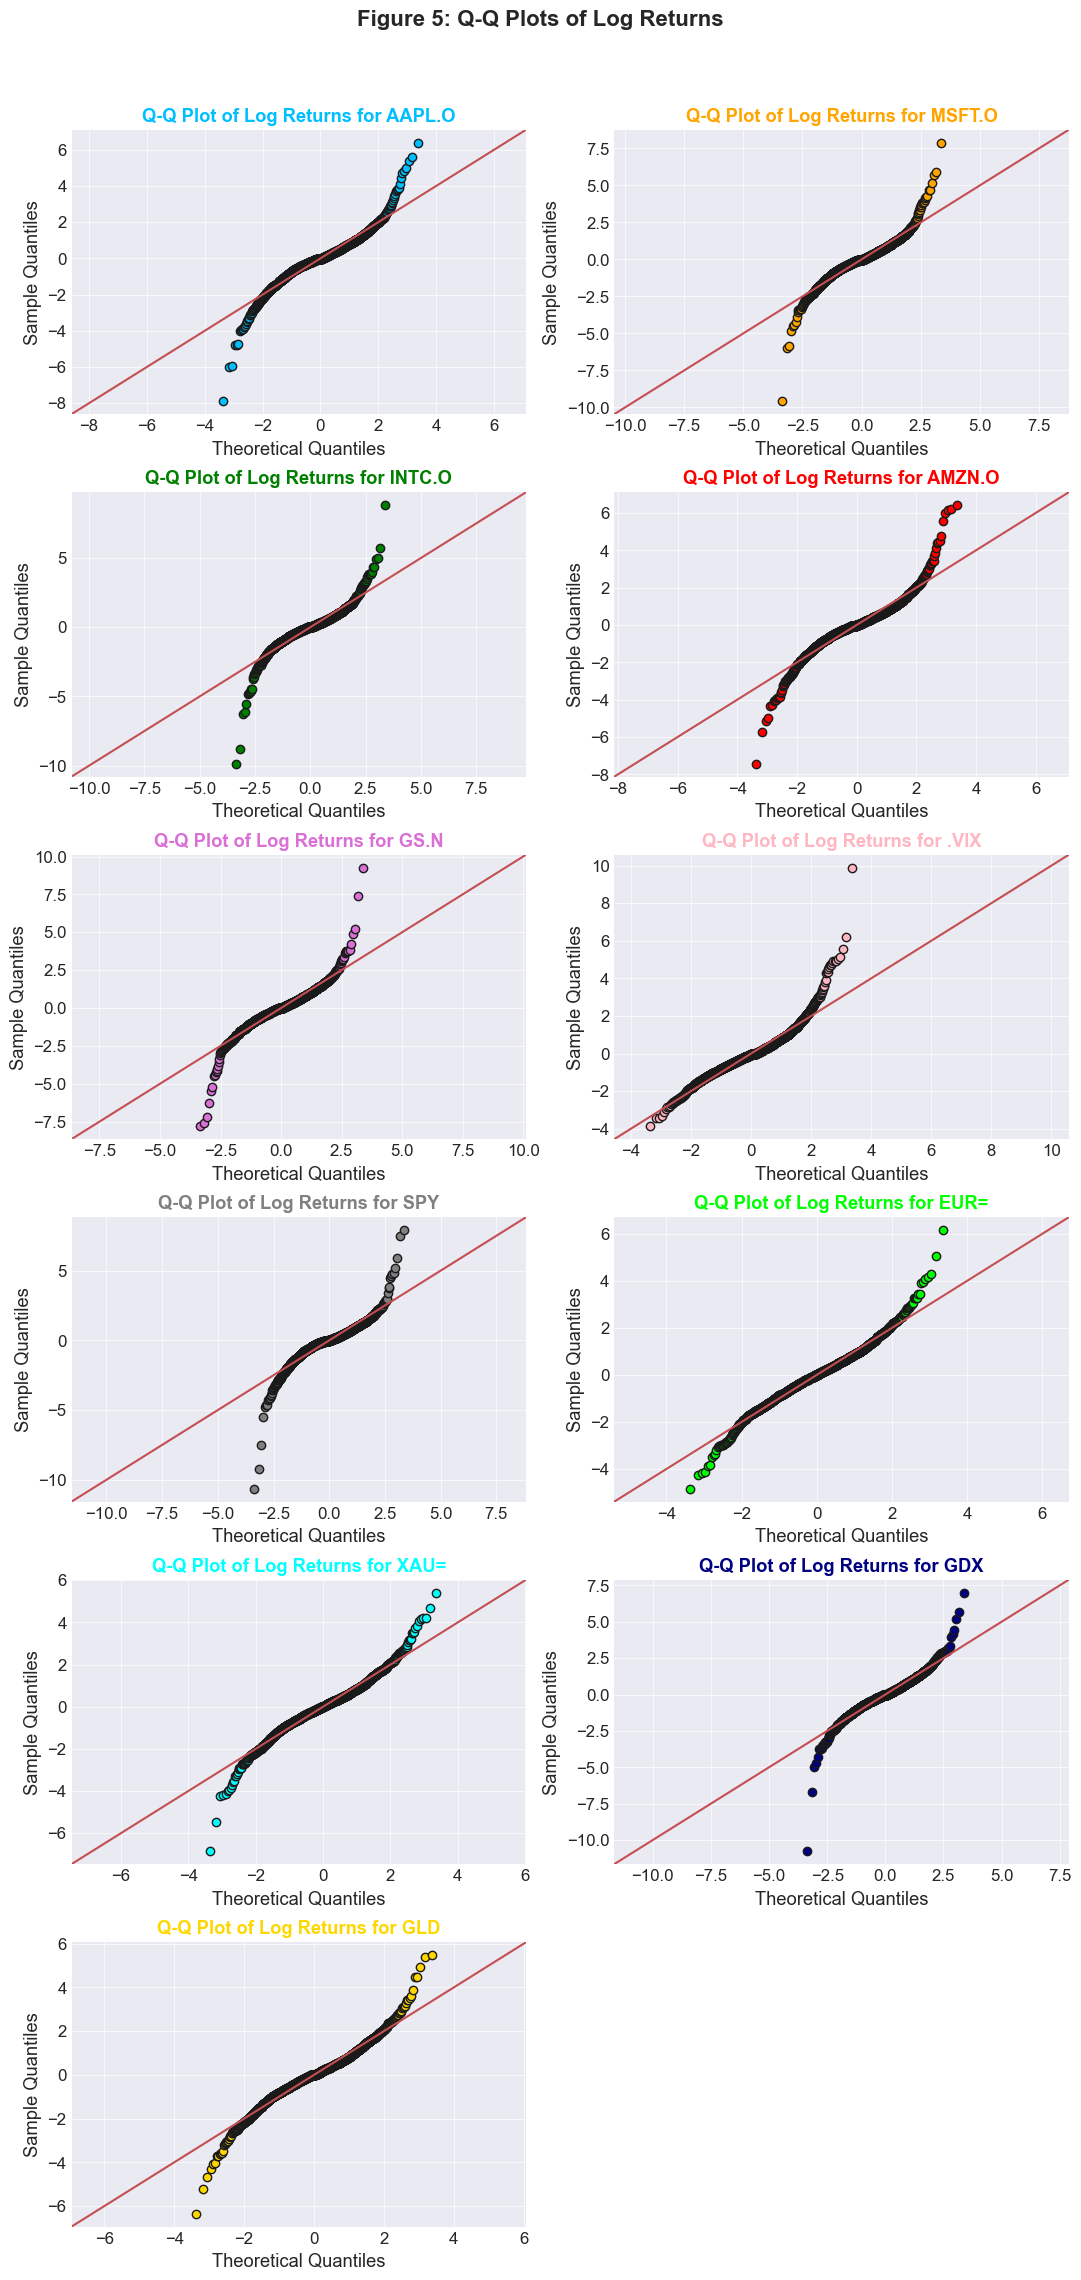 Figure 5: Q-Q Plots of Log Returns
Q-Q Plot of Log Returns for AAPL.O
6
4
2
0
−2
−4
−6
−8
Sample Quantiles
−8 −6 −4 −2 0 2 4 6
Theoretical Quantiles
Q-Q Plot of Log Returns for MSFT.O
7.5
5.0
2.5
0.0
−2.5
−5.0
−7.5
−10.0
Sample Quantiles
−10.0 −7.5 −5.0 −2.5 0.0 2.5 5.0 7.5
Theoretical Quantiles
Q-Q Plot of Log Returns for INTC.O
5
0
−5
−10
Sample Quantiles
−10.0 −7.5 −5.0 −2.5 0.0 2.5 5.0 7.5
Theoretical Quantiles
Q-Q Plot of Log Returns for AMZN.O
6
4
2
0
−2
−4
−6
−8
Sample Quantiles
−8 −6 −4 −2 0 2 4 6
Theoretical Quantiles
Q-Q Plot of Log Returns for GS.N
10.0
7.5
5.0
2.5
0.0
−2.5
−5.0
−7.5
Sample Quantiles
−7.5 −5.0 −2.5 0.0 2.5 5.0 7.5 10.0
Theoretical Quantiles
Q-Q Plot of Log Returns for .VIX
10
8
6
4
2
0
−2
−4
Sample Quantiles
−4 −2 0 2 4 6 8 10
Theoretical Quantiles
Q-Q Plot of Log Returns for SPY
5
0
−5
−10
Sample Quantiles
−10.0 −7.5 −5.0 −2.5 0.0 2.5 5.0 7.5
Theoretical Quantiles
Q-Q Plot of Log Returns for EUR=
6
4
2
0
−2
−4
Sample Quantiles
−4 −2 0 2 4 6
Theoretical Quantiles
Q-Q Plot of Log Returns for XAU=
6
4
2
0
−2
−4
−6
Sample Quantiles
−6 −4 −2 0 2 4 6
Theoretical Quantiles
Q-Q Plot of Log Returns for GDX
7.5
5.0
2.5
0.0
−2.5
−5.0
−7.5
−10.0
Sample Quantiles
−10.0 −7.5 −5.0 −2.5 0.0 2.5 5.0 7.5
Theoretical Quantiles
Q-Q Plot of Log Returns for GLD
6
4
2
0
−2
−4
−6
Sample Quantiles
−6 −4 −2 0 2 4 6
Theoretical Quantiles